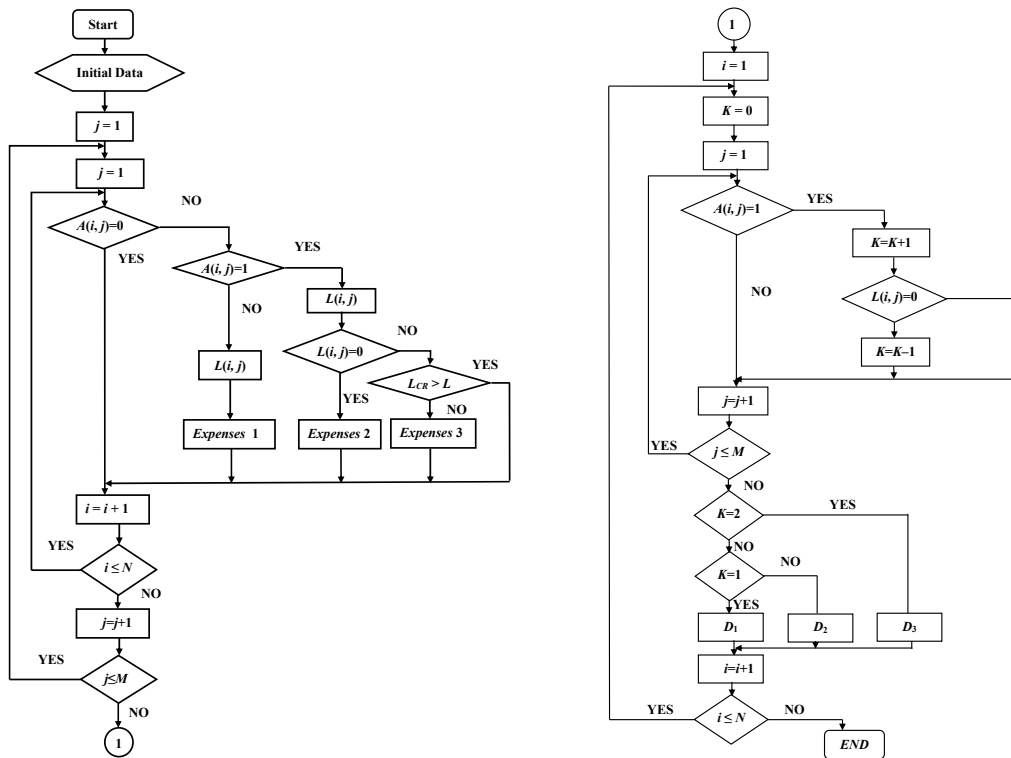 Start
Initial Data
j = 1
j = 1
NO
A(i, j)=0
YES
YES
A(i, j)=1
NO
L(i, j)
NO
L(i, j)=0
L(i, j)
YES
L_CR > L
YES
NO
Expenses 1
Expenses 2
Expenses 3
i = i + 1
YES
i ≤ N
NO
j=j+1
YES
j≤M
NO
1
1
i = 1
K = 0
j = 1
YES
A(i, j)=1
K=K+1
NO
L(i, j)=0
K=K–1
j=j+1
YES
j ≤ M
NO
YES
K=2
NO
NO
K=1
YES
D₁
D₂
D₃
i=i+1
YES
i ≤ N
NO
END